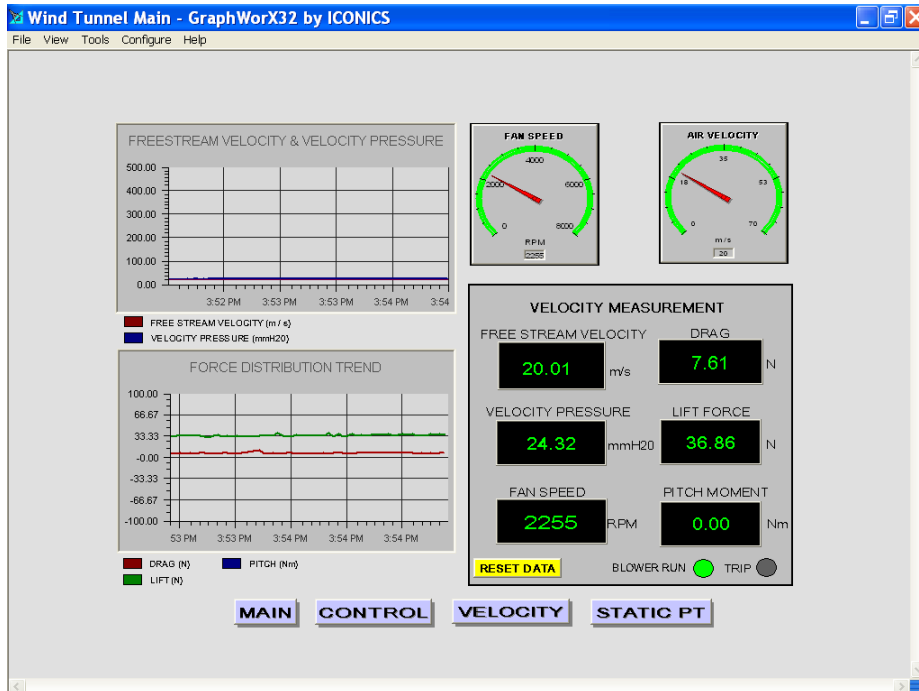 Wind Tunnel Main - GraphWorX32 by ICONICS
File View Tools Configure Help
FREESTREAM VELOCITY & VELOCITY PRESSURE
500.00
400.00
300.00
200.00
100.00
0.00
3:52 PM 3:53 PM 3:53 PM 3:54 PM 3:54
FREE STREAM VELOCITY (m / s)
VELOCITY PRESSURE (mmH20)
FAN SPEED
0
2000
4000
6000
8000
RPM
2255
AIR VELOCITY
0
18
35
53
70
m/s
20
FORCE DISTRIBUTION TREND
100.00
66.67
33.33
-0.00
-33.33
-66.67
-100.00
53 PM 3:53 PM 3:54 PM 3:54 PM 3:54 PM
DRAG (N) PITCH (Nm)
LIFT (N)
VELOCITY MEASUREMENT
FREE STREAM VELOCITY DRAG
20.01 m/s 7.61 N
VELOCITY PRESSURE LIFT FORCE
24.32 mmH20 36.86 N
FAN SPEED PITCH MOMENT
2255 RPM 0.00 Nm
RESET DATA BLOWER RUN TRIP
MAIN CONTROL VELOCITY STATIC PT